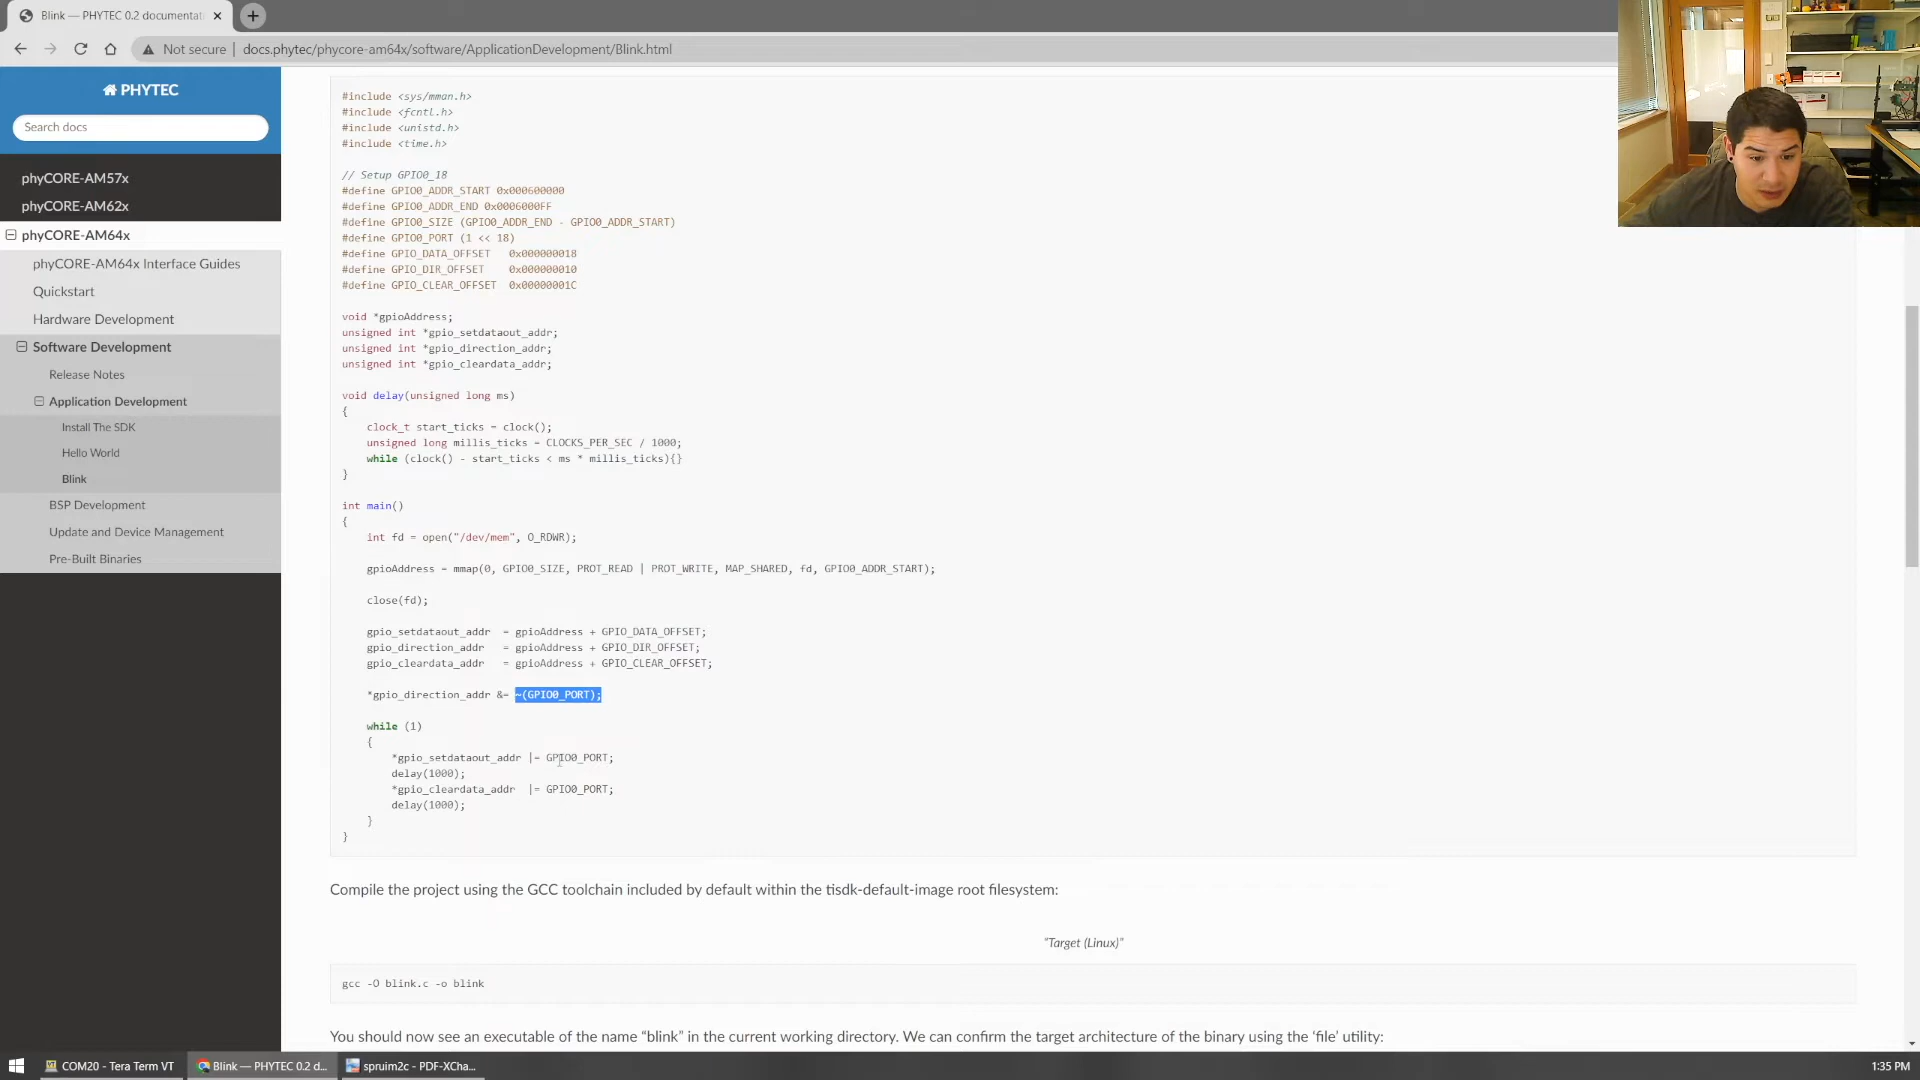 Blink — PHYTEC 0.2 documentati
Not secure | docs.phytec/phycore-am64x/software/ApplicationDevelopment/Blink.html
PHYTEC
Search docs
phyCORE-AM57x
phyCORE-AM62x
phyCORE-AM64x
phyCORE-AM64x Interface Guides
Quickstart
Hardware Development
Software Development
Release Notes
Application Development
Install The SDK
Hello World
Blink
BSP Development
Update and Device Management
Pre-Built Binaries
#include <sys/mman.h>
#include <fcntl.h>
#include <unistd.h>
#include <time.h>
// Setup GPIO0_18
#define GPIO0_ADDR_START 0x000600000
#define GPIO0_ADDR_END 0x0006000FF
#define GPIO0_SIZE (GPIO0_ADDR_END - GPIO0_ADDR_START)
#define GPIO0_PORT (1 << 18)
#define GPIO_DATA_OFFSET   0x000000018
#define GPIO_DIR_OFFSET    0x000000010
#define GPIO_CLEAR_OFFSET  0x00000001C
void *gpioAddress;
unsigned int *gpio_setdataout_addr;
unsigned int *gpio_direction_addr;
unsigned int *gpio_cleardata_addr;
void delay(unsigned long ms)
{
clock_t start_ticks = clock();
unsigned long millis_ticks = CLOCKS_PER_SEC / 1000;
while (clock() - start_ticks < ms * millis_ticks){}
}
int main()
{
int fd = open("/dev/mem", O_RDWR);
gpioAddress = mmap(0, GPIO0_SIZE, PROT_READ | PROT_WRITE, MAP_SHARED, fd, GPIO0_ADDR_START);
close(fd);
gpio_setdataout_addr  = gpioAddress + GPIO_DATA_OFFSET;
gpio_direction_addr   = gpioAddress + GPIO_DIR_OFFSET;
gpio_cleardata_addr   = gpioAddress + GPIO_CLEAR_OFFSET;
*gpio_direction_addr &= ~(GPIO0_PORT);
while (1)
{
*gpio_setdataout_addr |= GPIO0_PORT;
delay(1000);
*gpio_cleardata_addr  |= GPIO0_PORT;
delay(1000);
}
}
Compile the project using the GCC toolchain included by default within the tisdk-default-image root filesystem:
"Target (Linux)"
gcc -O blink.c -o blink
You should now see an executable of the name “blink” in the current working directory. We can confirm the target architecture of the binary using the ‘file’ utility:
COM20 - Tera Term VT
Blink — PHYTEC 0.2 d...
spruim2c - PDF-XCha...
1:35 PM